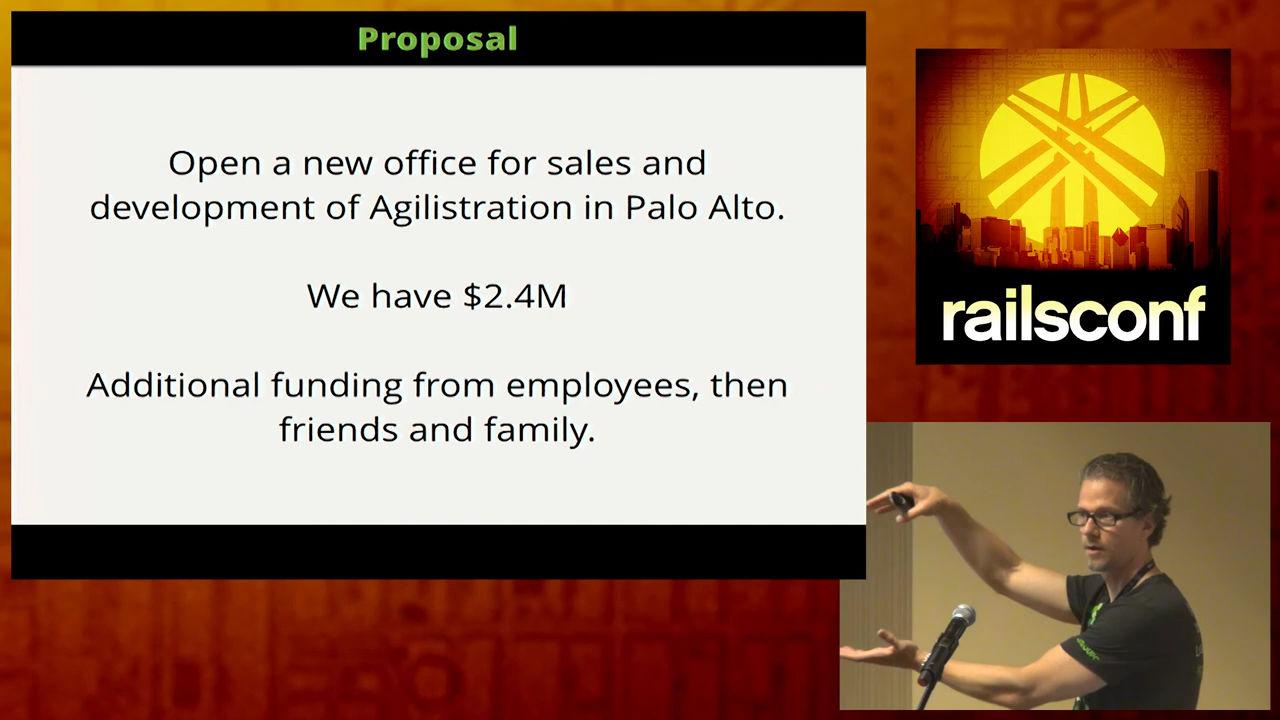 Proposal
Open a new office for sales and
development of Agilistration in Palo Alto.
We have $2.4M
Additional funding from employees, then
friends and family.
railsconf